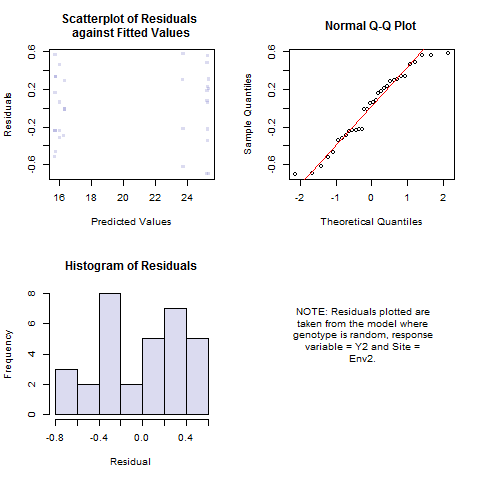 Scatterplot of Residuals
against Fitted Values
0.6
0.2
-0.2
-0.6
Residuals
16
18
20
22
24
Predicted Values
Normal Q-Q Plot
0.6
0.2
-0.2
-0.6
Sample Quantiles
-2
-1
0
1
2
Theoretical Quantiles
Histogram of Residuals
8
6
4
2
0
Frequency
-0.8
-0.4
0.0
0.4
Residual
NOTE: Residuals plotted are
taken from the model where
genotype is random, response
variable = Y2 and Site =
Env2.